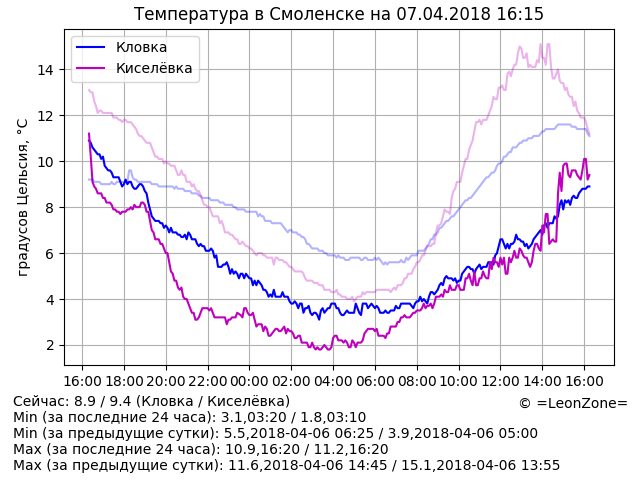 Температура в Смоленске на 07.04.2018 16:15
Кловка
Киселёвка
градусов Цельсия, °C
14
12
10
8
6
4
2
16:00 18:00 20:00 22:00 00:00 02:00 04:00 06:00 08:00 10:00 12:00 14:00 16:00
Сейчас: 8.9 / 9.4 (Кловка / Киселёвка)
© =LeonZone=
Min (за последние 24 часа): 3.1,03:20 / 1.8,03:10
Min (за предыдущие сутки): 5.5,2018-04-06 06:25 / 3.9,2018-04-06 05:00
Max (за последние 24 часа): 10.9,16:20 / 11.2,16:20
Max (за предыдущие сутки): 11.6,2018-04-06 14:45 / 15.1,2018-04-06 13:55